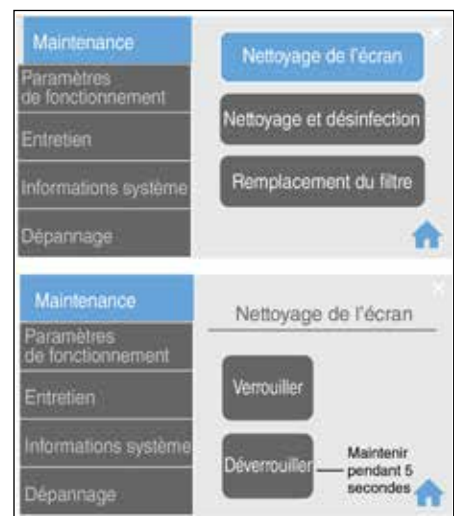 Maintenance
Paramètres
de fonctionnement
Entretien
Informations système
Dépannage
Nettoyage de l'écran
Nettoyage et désinfection
Remplacement du filtre
Maintenance
Paramètres
de fonctionnement
Entretien
Informations système
Dépannage
Nettoyage de l'écran
Verrouiller
Déverrouiller
Maintenir
pendant 5
secondes